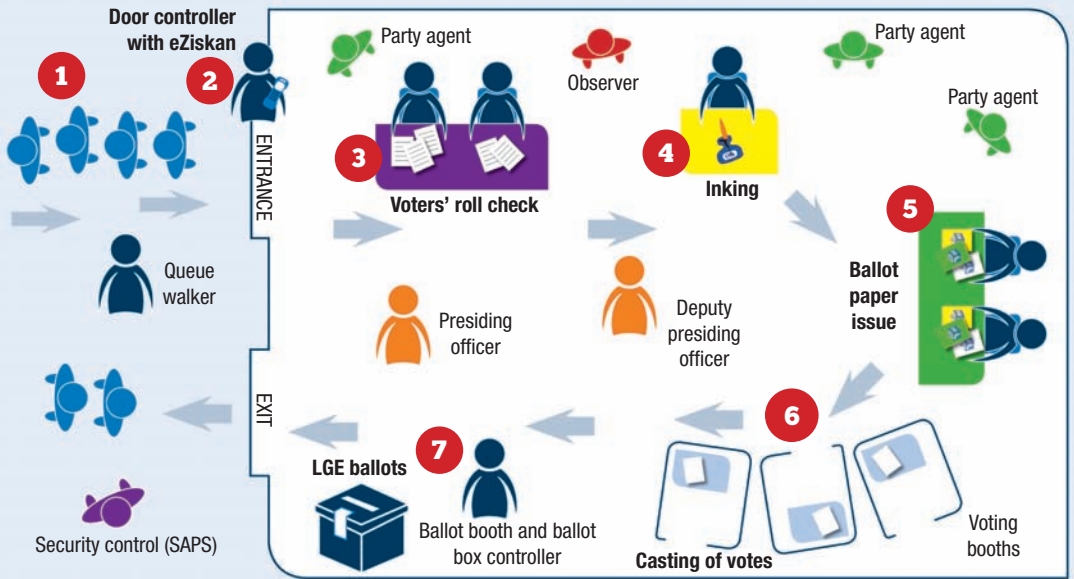 Door controller
with eZiskan
1
2
Party agent
Observer
Party agent
Party agent
ENTRANCE
3
Voters’ roll check
4
Inking
5
Ballot
paper
issue
Queue
walker
Presiding
officer
Deputy
presiding
officer
EXIT
6
7
LGE ballots
Ballot booth and ballot
box controller
Casting of votes
Voting
booths
Security control (SAPS)